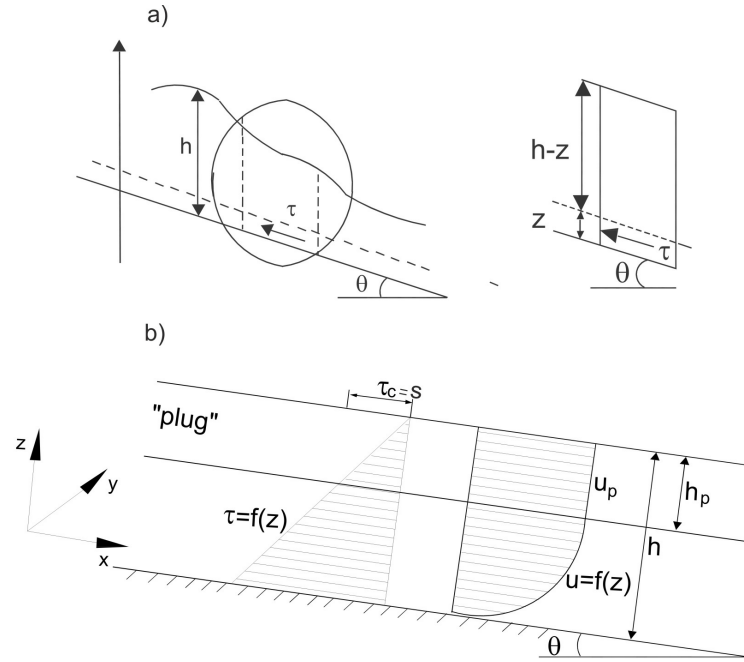 a)
h
τ
θ
h-z
z
τ
θ
b)
τc=s
"plug"
z
y
x
τ=f(z)
up
hp
h
u=f(z)
θ